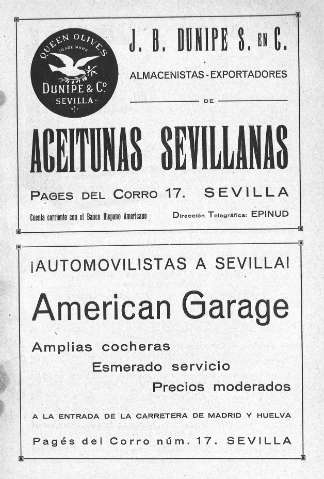 QUEEN OLIVES
TRADE MARK
DUNIPE & Cº
SEVILLA
J. B. DUNIPE S. EN C.
ALMACENISTAS-EXPORTADORES
DE
ACEITUNAS SEVILLANAS
PAGES DEL CORRO 17. SEVILLA
Cuenta corriente con el Banco Hispano Americano
Dirección Telegráfica: EPINUD
¡AUTOMOVILISTAS A SEVILLA!
American Garage
Amplias cocheras
Esmerado servicio
Precios moderados
A LA ENTRADA DE LA CARRETERA DE MADRID Y HUELVA
Pagés del Corro núm. 17. SEVILLA